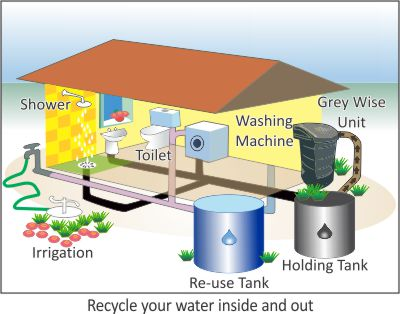 Shower
Grey Wise
Unit
Washing
Machine
Toilet
Irrigation
Holding Tank
Re-use Tank
Recycle your water inside and out